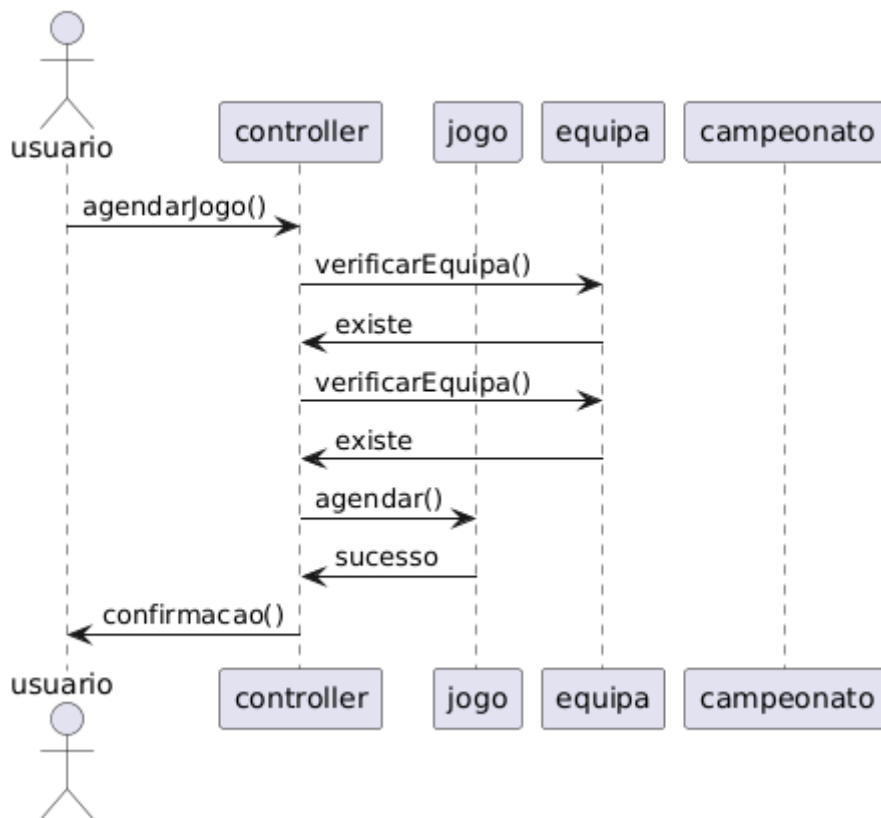 usuario
controller
jogo
equipa
campeonato
agendarJogo()
verificarEquipa()
existe
verificarEquipa()
existe
agendar()
sucesso
confirmacao()
usuario
controller
jogo
equipa
campeonato